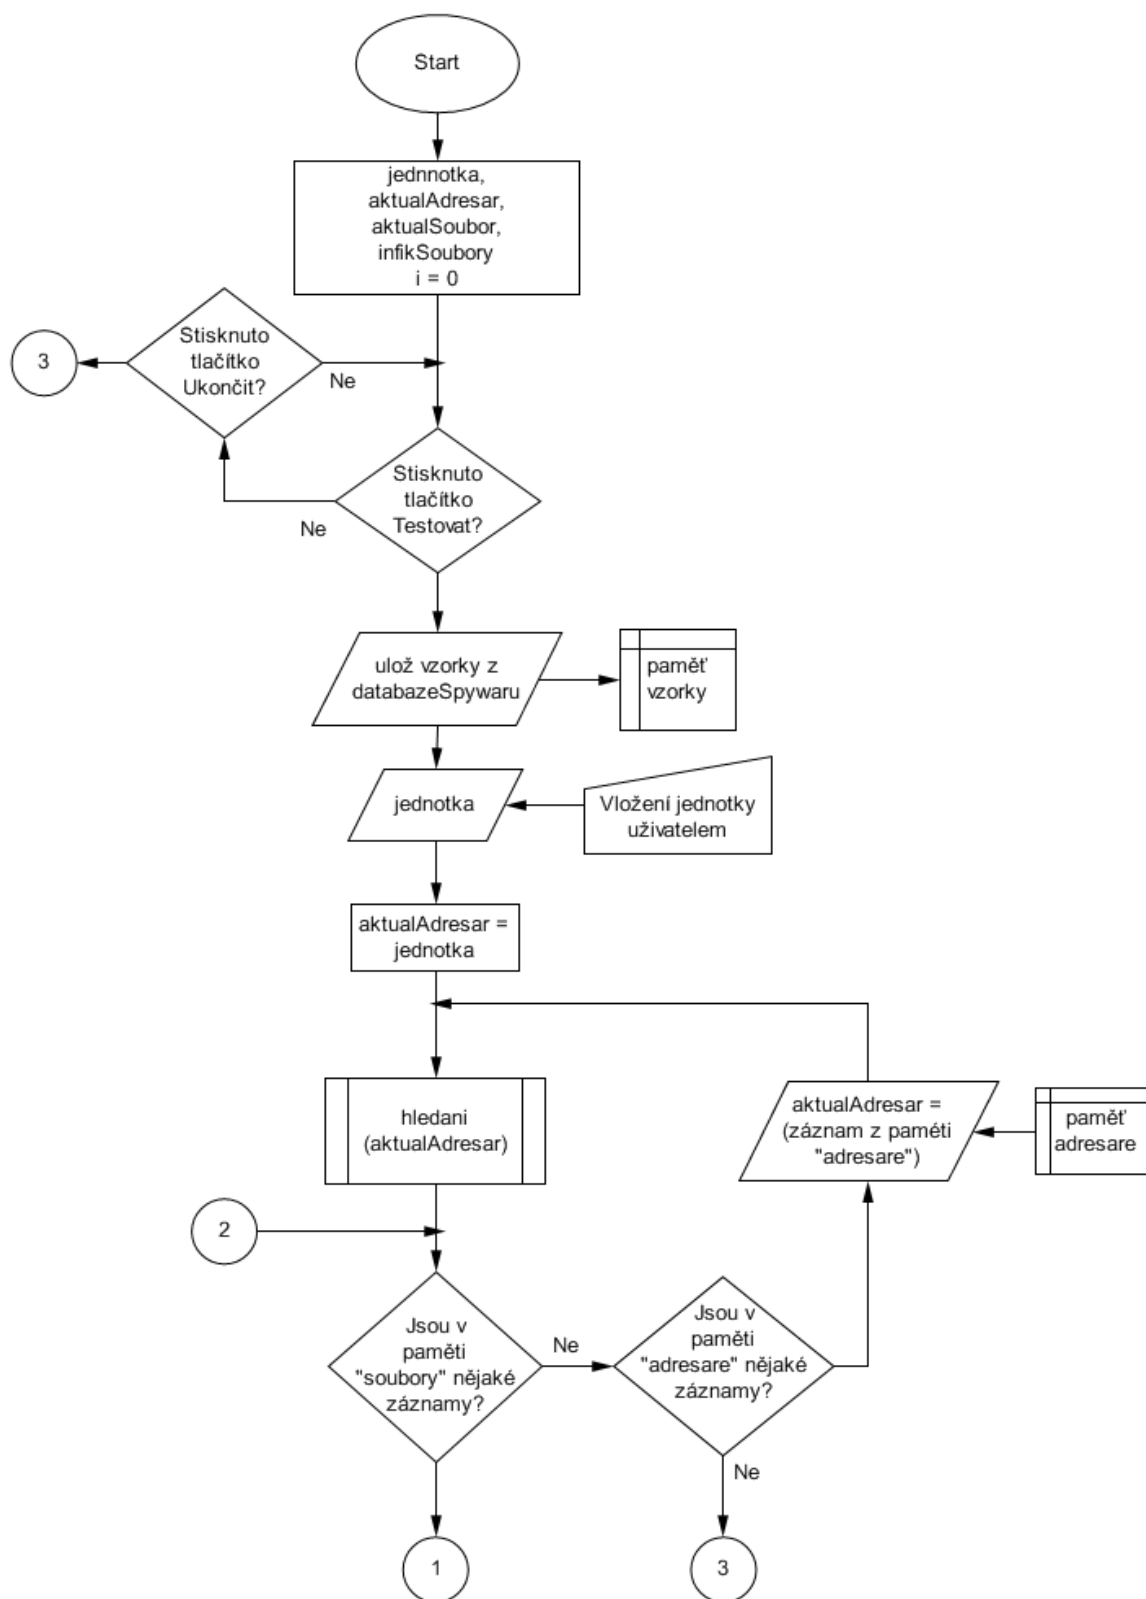 Start
jednnotka,
aktualAdresar,
aktualSoubor,
infikSoubory
i = 0
Stisknuto
tlačítko
Ukončit?
3
Ne
Stisknuto
tlačítko
Testovat?
Ne
ulož vzorky z
databazeSpywaru
paměť
vzorky
jednotka
Vložení jednotky
uživatelem
aktualAdresar =
jednotka
hledani
(aktualAdresar)
aktualAdresar =
(záznam z paméti
"adresare")
paměť
adresare
2
Jsou v
paměti
"soubory" nějaké
záznamy?
Ne
Jsou v
paměti
"adresare" nějaké
záznamy?
Ne
1
3